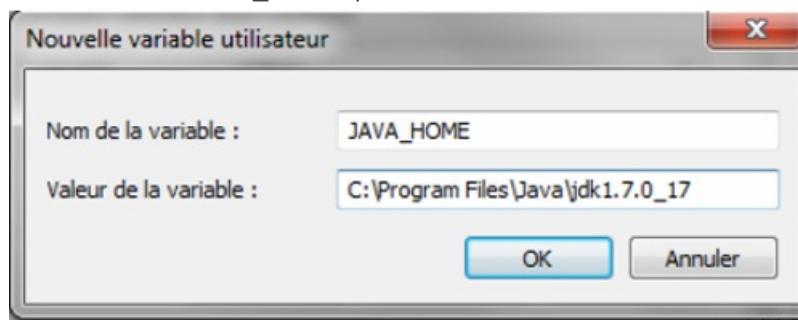 Nouvelle variable utilisateur
Nom de la variable : JAVA_HOME
Valeur de la variable : C:\Program Files\Java\jdk1.7.0_17
OK Annuler